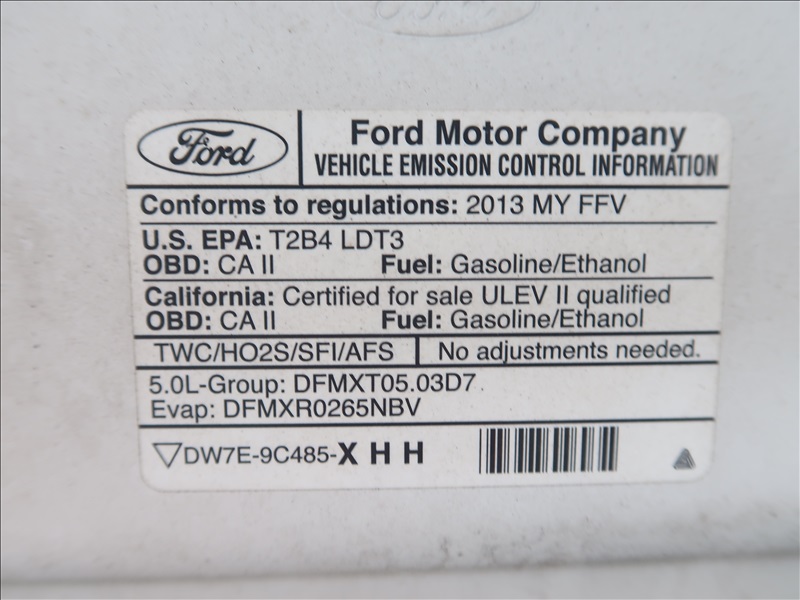 Ford
Ford Motor Company
VEHICLE EMISSION CONTROL INFORMATION
Conforms to regulations: 2013 MY FFV
U.S. EPA: T2B4 LDT3
OBD: CA II Fuel: Gasoline/Ethanol
California: Certified for sale ULEV II qualified
OBD: CA II Fuel: Gasoline/Ethanol
TWC/HO2S/SFI/AFS No adjustments needed.
5.0L-Group: DFMXT05.03D7
Evap: DFMXR0265NBV
DW7E-9C485-X H H